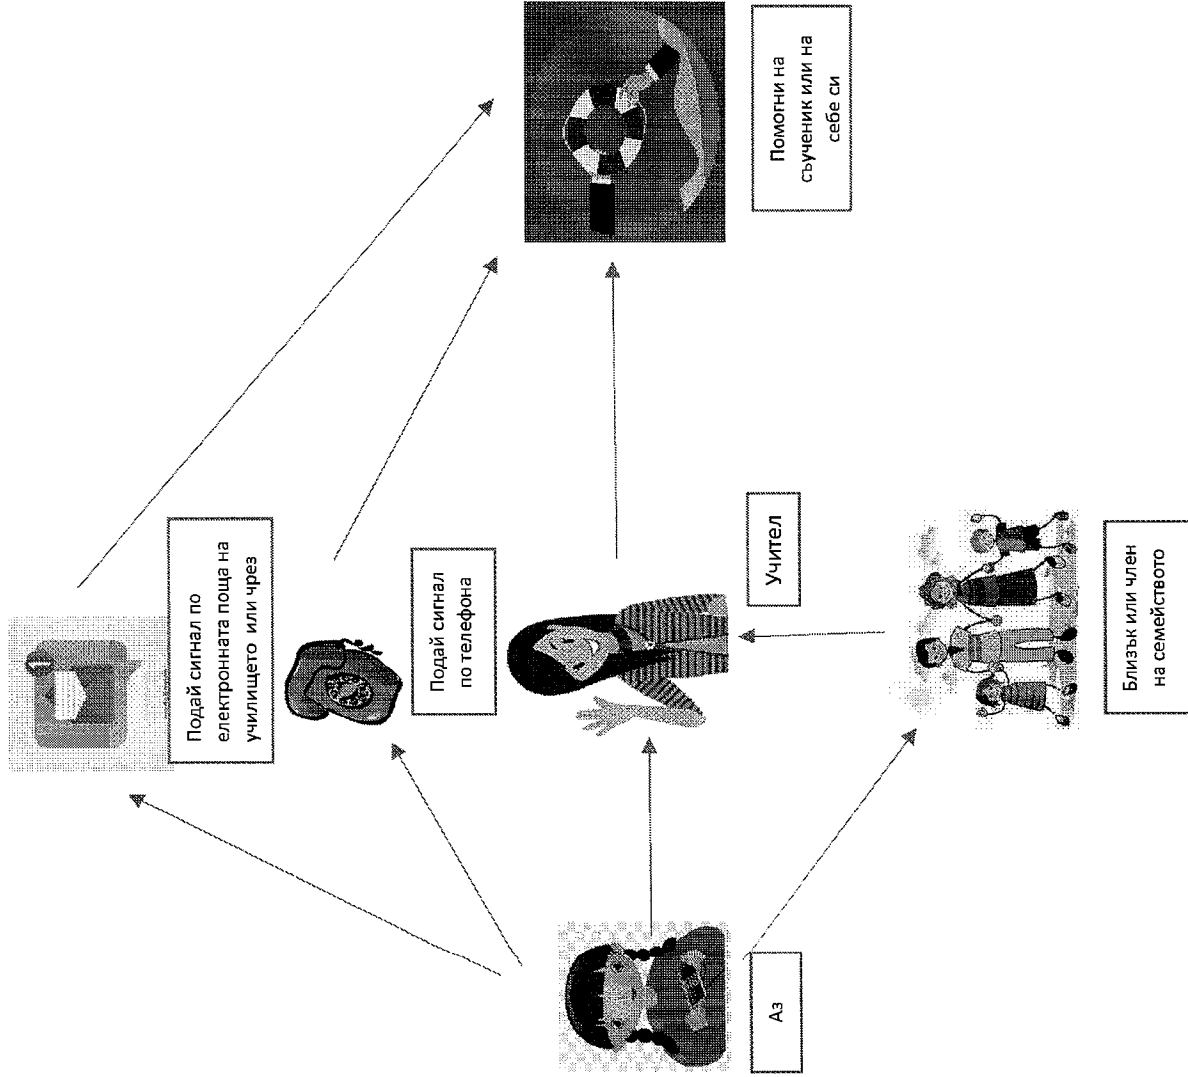 Подай сигнал по
електронната поща на
училището или чрез
Подай сигнал
по телефона
Помогни на
съученик или на
себе си
Учител
Аз
Близък или член
на семейството